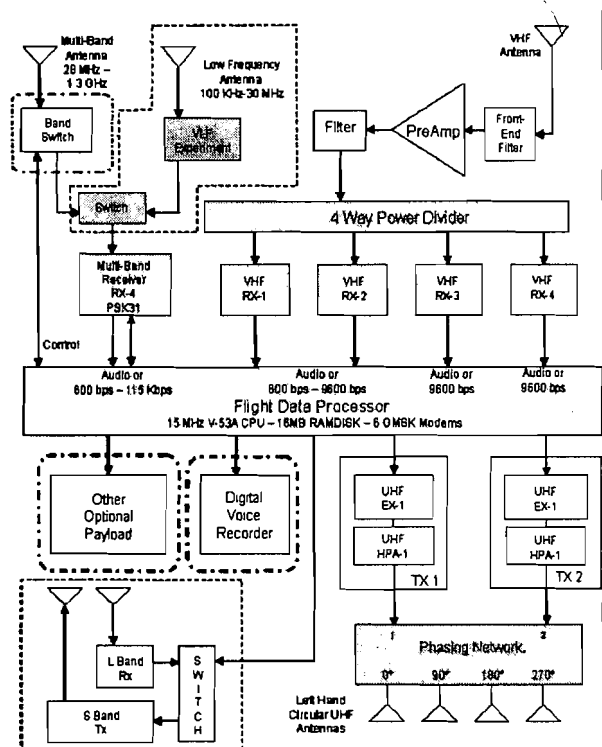 Multi-Band
Antenna
28 MHz –
1.3 GHz
Low Frequency
Antenna
100 KHz-30 MHz
VHF
Antenna
Band
Switch
VLF
Experiment
Filter
PreAmp
Front-
End
Filter
Switch
4 Way Power Divider
Multi-Band
Receiver
RX-4
PSK31
VHF
RX-1
VHF
RX-2
VHF
RX-3
VHF
RX-4
Control
Audio or
600 bps – 115 Kbps
Audio or
600 bps – 9600 bps
Audio or
9600 bps
Audio or
9600 bps
Flight Data Processor
15 MHz V-53A CPU – 16MB RAMDISK – 6 GMSK Modems
Other
Optional
Payload
Digital
Voice
Recorder
UHF
EX-1
UHF
HPA-1
TX 1
UHF
EX-1
UHF
HPA-1
TX 2
L Band
Rx
S Band
Tx
SWITCH
1
2
Phasing Network
0°
90°
180°
270°
Left Hand
Circular UHF
Antennas